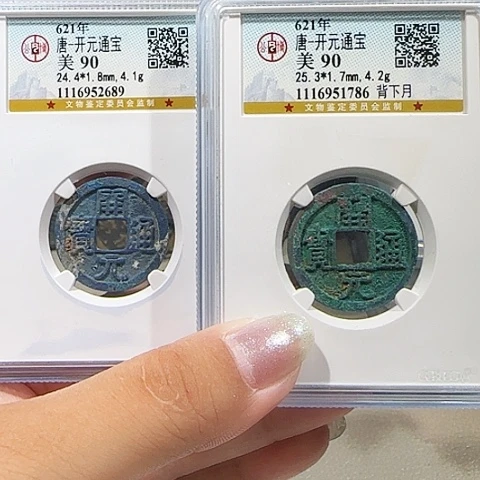 621年
唐-开元通宝
美 90
24.4*1.8mm, 4.1g
1116952689
★ 文物鉴定委员会监制 ★
開元通寶
621年
唐-开元通宝
美 90
25.3*1.7mm, 4.2g
1116951786 背下月
★ 文物鉴定委员会监制 ★
開元通寶